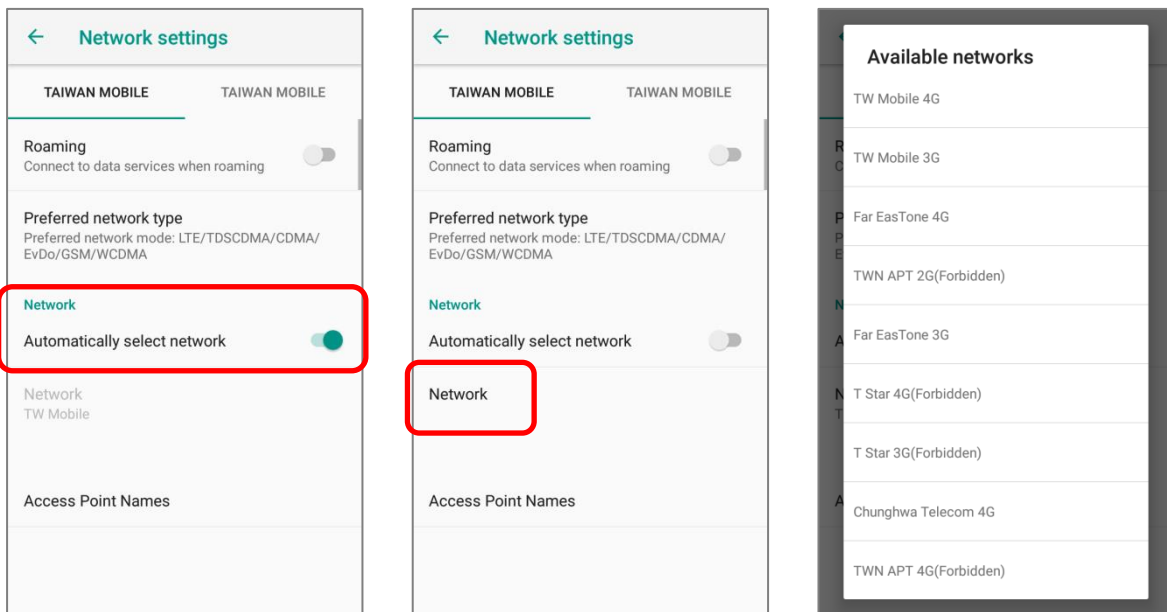 Network settings
TAIWAN MOBILE TAIWAN MOBILE
Roaming
Connect to data services when roaming
Preferred network type
Preferred network mode: LTE/TDSCDMA/CDMA/
EvDo/GSM/WCDMA
Network
Automatically select network
Network
TW Mobile
Access Point Names
Network settings
TAIWAN MOBILE TAIWAN MOBILE
Roaming
Connect to data services when roaming
Preferred network type
Preferred network mode: LTE/TDSCDMA/CDMA/
EvDo/GSM/WCDMA
Network
Automatically select network
Network
Access Point Names
Available networks
TW Mobile 4G
TW Mobile 3G
Far EasTone 4G
TWN APT 2G(Forbidden)
Far EasTone 3G
T Star 4G(Forbidden)
T Star 3G(Forbidden)
Chunghwa Telecom 4G
TWN APT 4G(Forbidden)